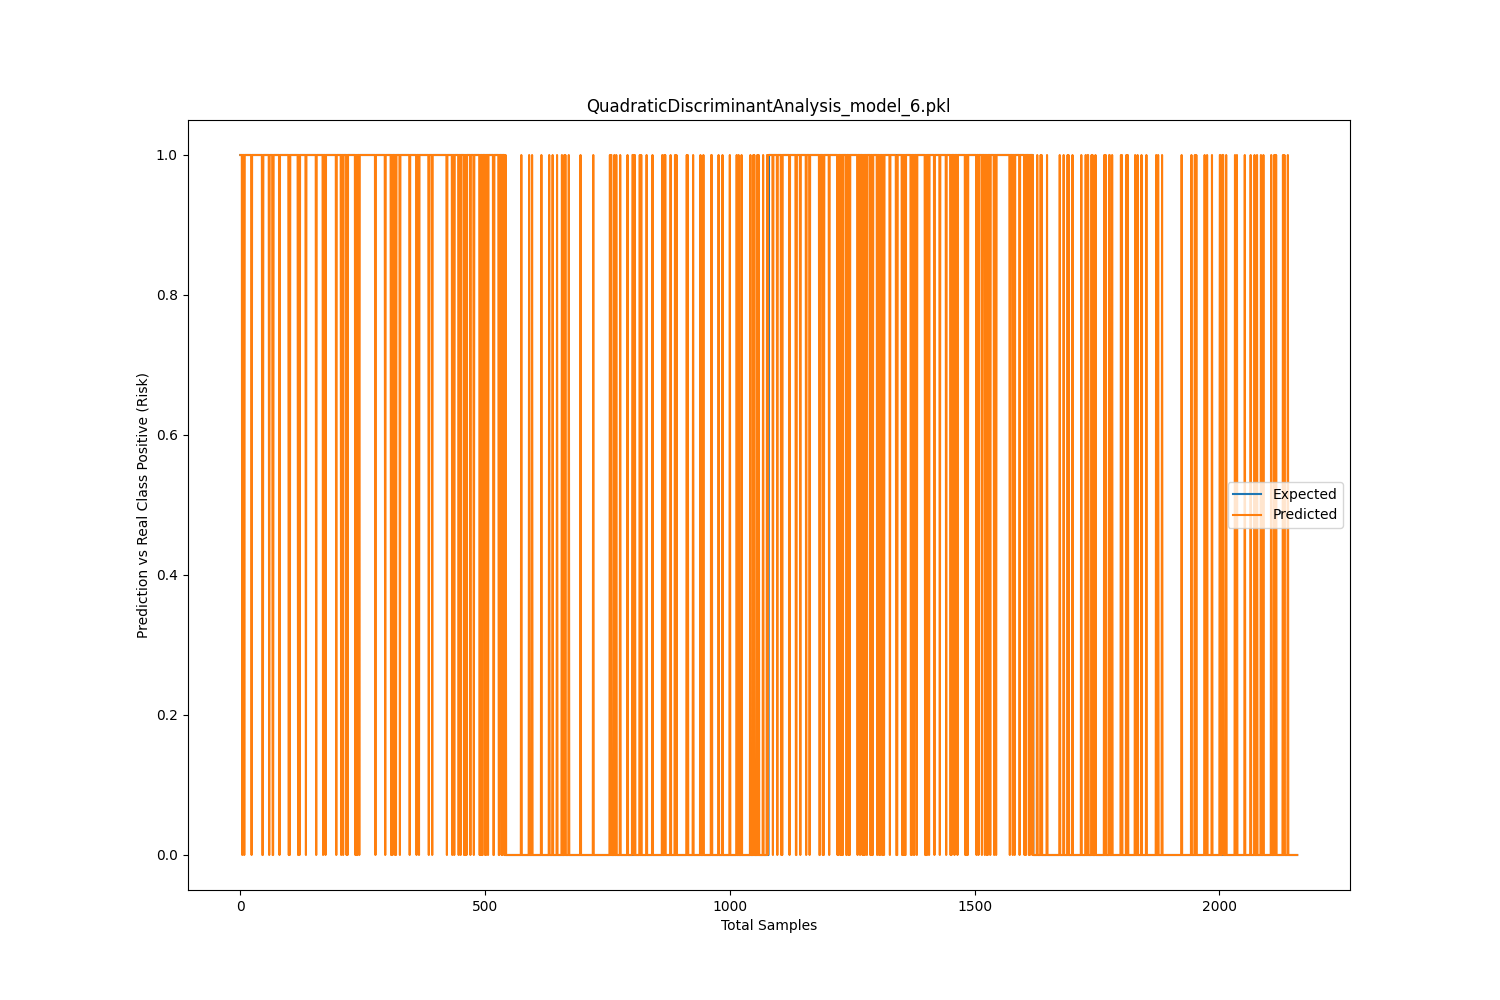 QuadraticDiscriminantAnalysis_model_6.pkl
1.0
0.8
0.6
0.4
0.2
0.0
Prediction vs Real Class Positive (Risk)
Expected
Predicted
0 500 1000 1500 2000
Total Samples